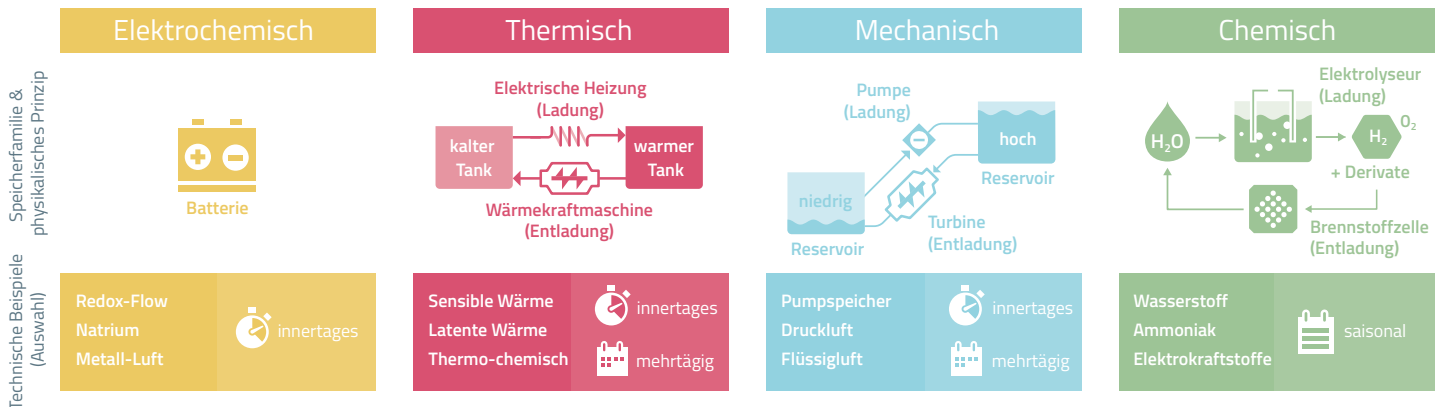 Elektrochemisch
Thermisch
Mechanisch
Chemisch
Speicherfamilie &
physikalisches Prinzip
Batterie
Elektrische Heizung
(Ladung)
kalter
Tank
warmer
Tank
Wärmekraftmaschine
(Entladung)
Pumpe
(Ladung)
hoch
Reservoir
niedrig
Reservoir
Turbine
(Entladung)
Elektrolyseur
(Ladung)
H₂O
H₂
O₂
+ Derivate
Brennstoffzelle
(Entladung)
Technische Beispiele
(Auswahl)
Redox-Flow
Natrium
Metall-Luft
innertages
Sensible Wärme
Latente Wärme
Thermo-chemisch
innertages
mehrtägig
Pumpspeicher
Druckluft
Flüssigluft
innertages
mehrtägig
Wasserstoff
Ammoniak
Elektrokraftstoffe
saisonal